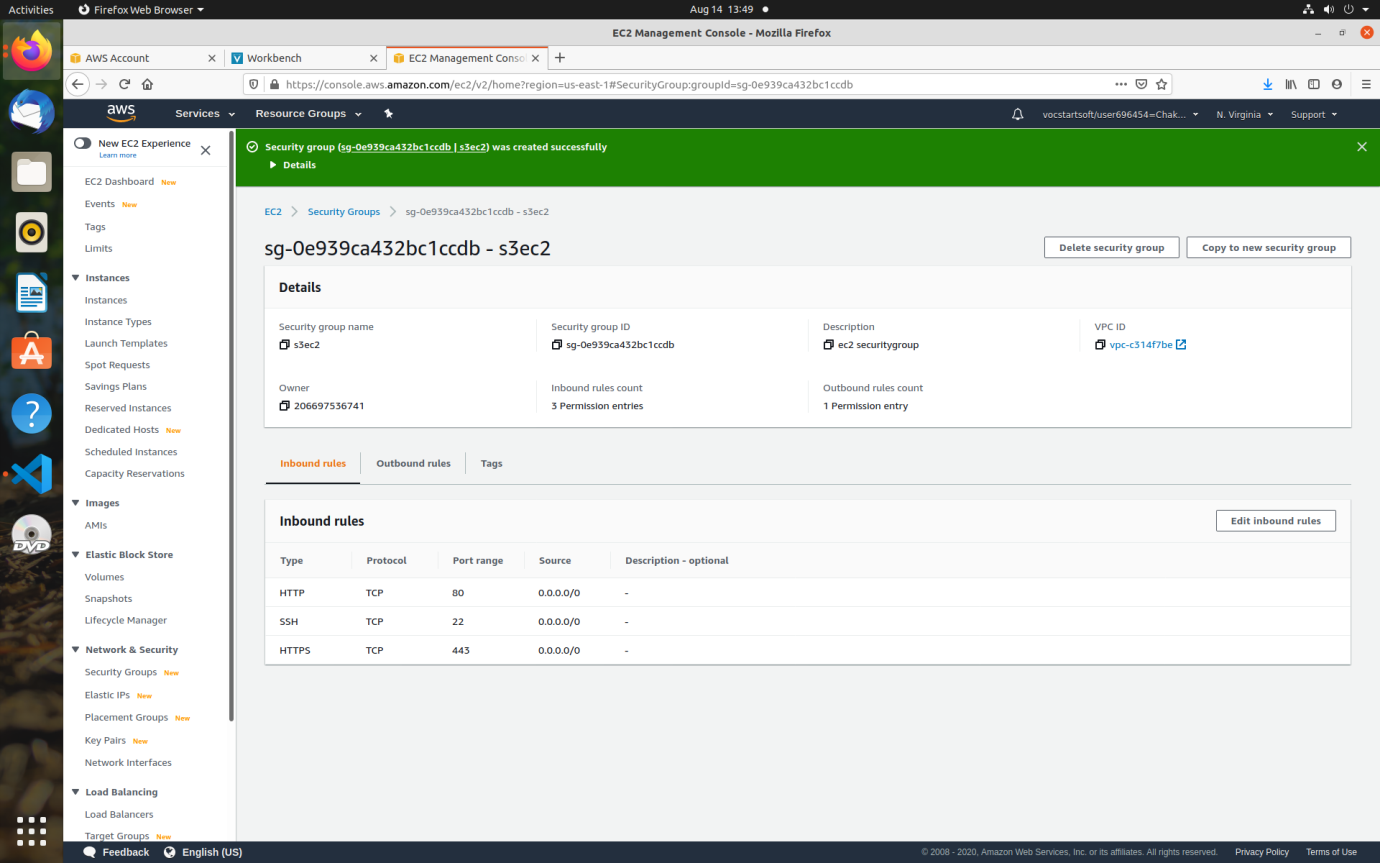 Activities
Firefox Web Browser
Aug 14 13:49
EC2 Management Console - Mozilla Firefox
AWS Account
Workbench
EC2 Management Conso
https://console.aws.amazon.com/ec2/v2/home?region=us-east-1#SecurityGroup:groupId=sg-0e939ca432bc1ccdb
aws
Services
Resource Groups
vocstartsoft/user696454=Chak...
N. Virginia
Support
New EC2 Experience
Learn more
EC2 Dashboard New
Events New
Tags
Limits
Instances
Instances
Instance Types
Launch Templates
Spot Requests
Savings Plans
Reserved Instances
Dedicated Hosts New
Scheduled Instances
Capacity Reservations
Images
AMIs
Elastic Block Store
Volumes
Snapshots
Lifecycle Manager
Network & Security
Security Groups New
Elastic IPs New
Placement Groups New
Key Pairs New
Network Interfaces
Load Balancing
Load Balancers
Target Groups New
Security group (sg-0e939ca432bc1ccdb | s3ec2) was created successfully
Details
EC2
Security Groups
sg-0e939ca432bc1ccdb - s3ec2
sg-0e939ca432bc1ccdb - s3ec2
Delete security group
Copy to new security group
Details
Security group name
s3ec2
Security group ID
sg-0e939ca432bc1ccdb
Description
ec2 securitygroup
VPC ID
vpc-c314f7be
Owner
206697536741
Inbound rules count
3 Permission entries
Outbound rules count
1 Permission entry
Inbound rules
Outbound rules
Tags
Inbound rules
Edit inbound rules
Type Protocol Port range Source Description - optional
HTTP TCP 80 0.0.0.0/0 -
SSH TCP 22 0.0.0.0/0 -
HTTPS TCP 443 0.0.0.0/0 -
DVD
Feedback
English (US)
© 2008 - 2020, Amazon Web Services, Inc. or its affiliates. All rights reserved.
Privacy Policy
Terms of Use